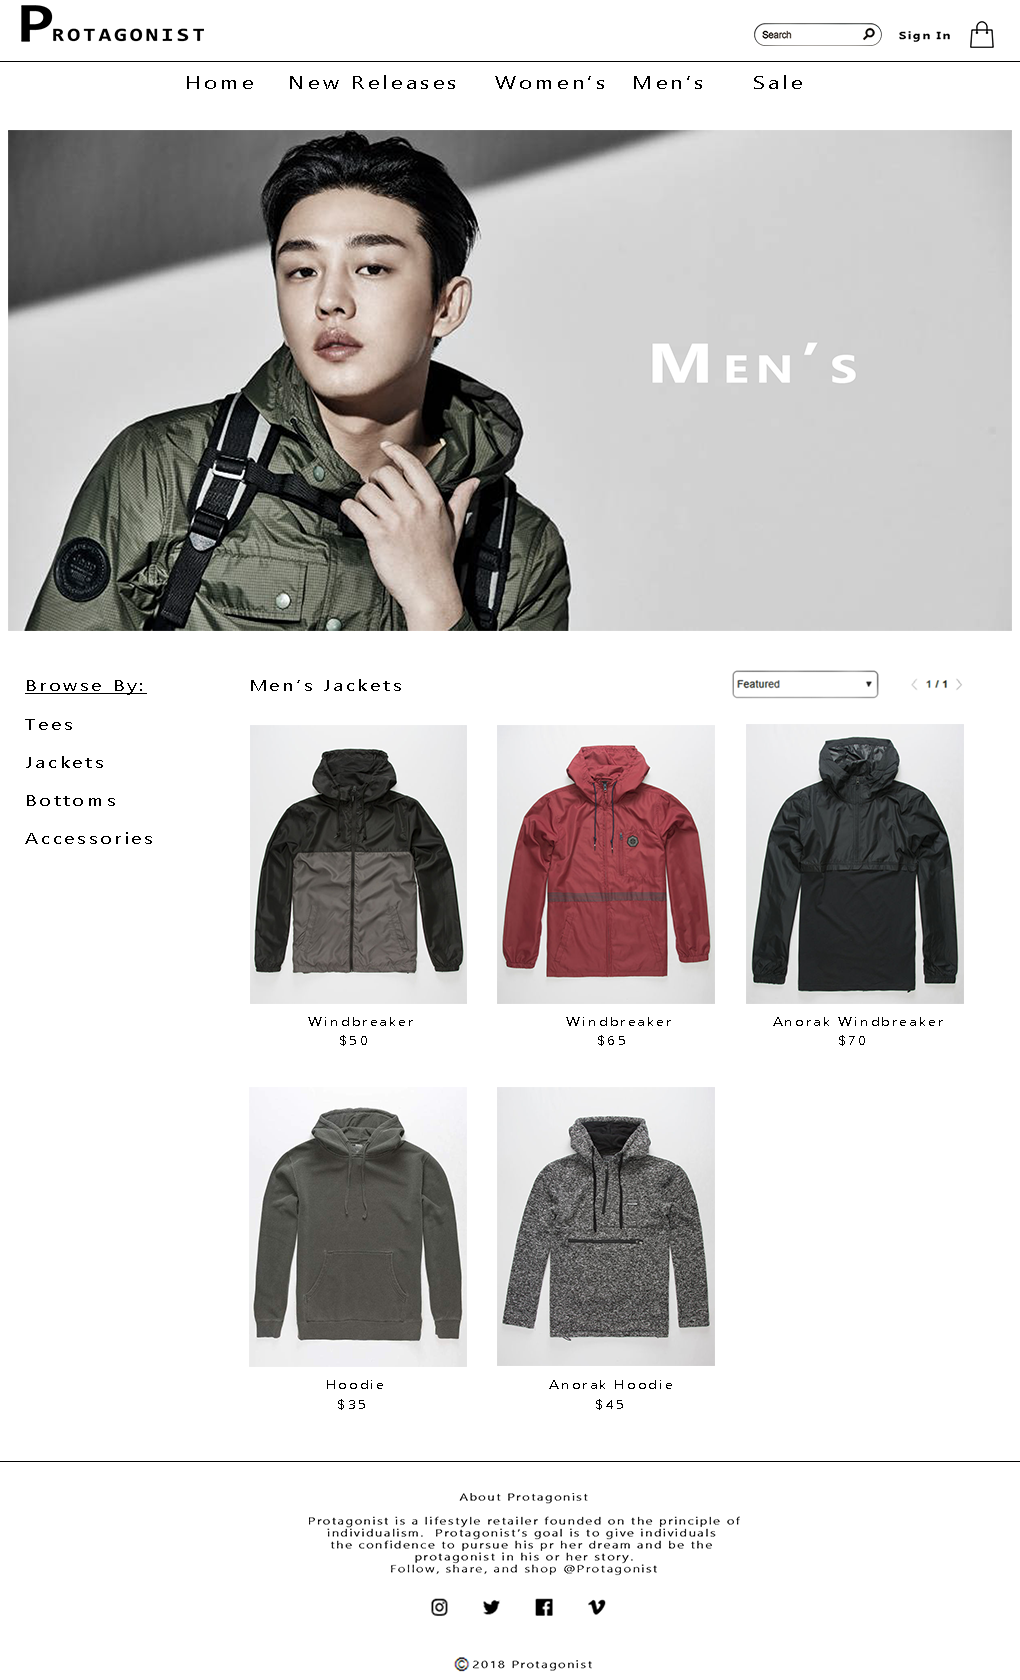 PROTAGONIST
Search
Sign In
Home New Releases Women's Men's Sale
MEN'S
Browse By:
Tees
Jackets
Bottoms
Accessories
Men's Jackets
Featured
1 / 1
Windbreaker
$50
Windbreaker
$65
Anorak Windbreaker
$70
Hoodie
$35
Anorak Hoodie
$45
About Protagonist
Protagonist is a lifestyle retailer founded on the principle of
individualism. Protagonist's goal is to give individuals
the confidence to pursue his pr her dream and be the
protagonist in his or her story.
Follow, share, and shop @Protagonist
©2018 Protagonist